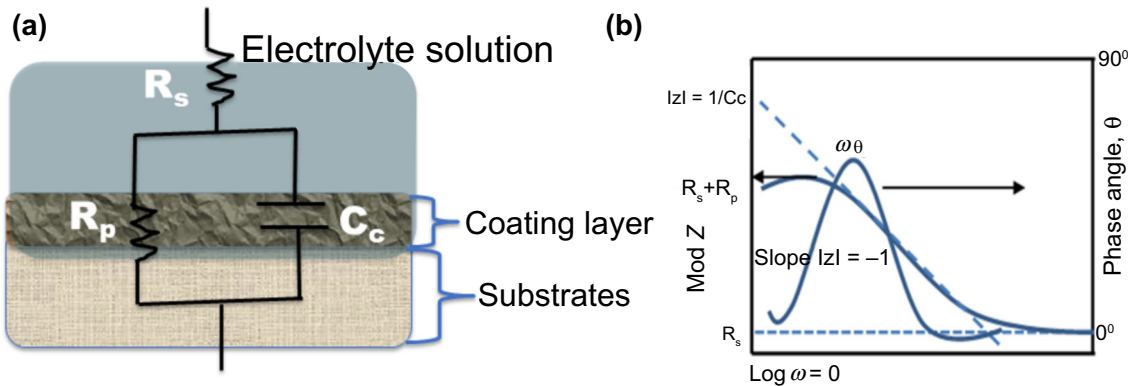 (a)
Electrolyte solution
Rₛ
Rₚ
C꜀
Coating layer
Substrates
(b)
90⁰
IzI = 1/Cc
ωθ
Rₛ+Rₚ
Mod Z
Slope IzI = –1
Phase angle, θ
Rₛ
0⁰
Log ω = 0